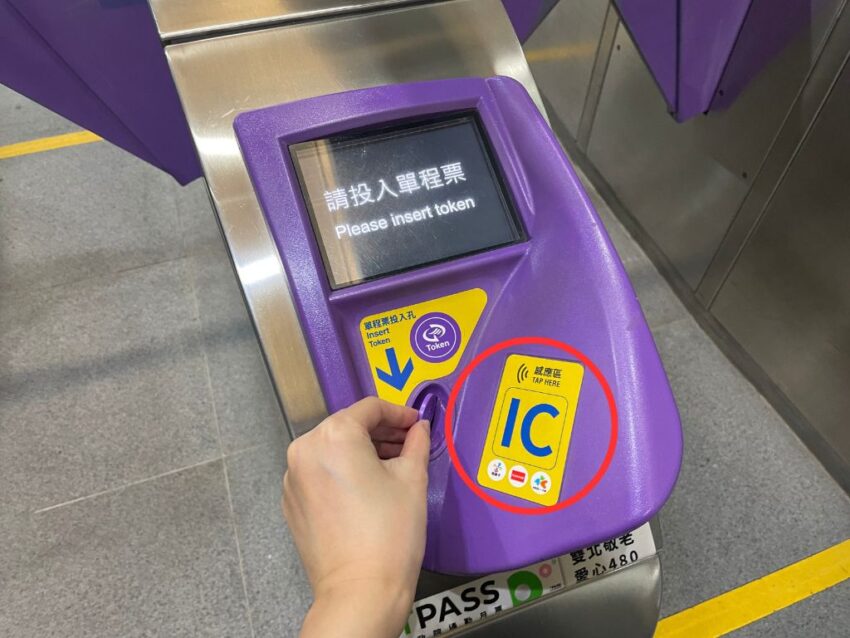 請投入單程票
Please insert token
單程票投入孔
Insert
Token
Token
感應區
TAP HERE
IC
雙北敬老
愛心480
PASS